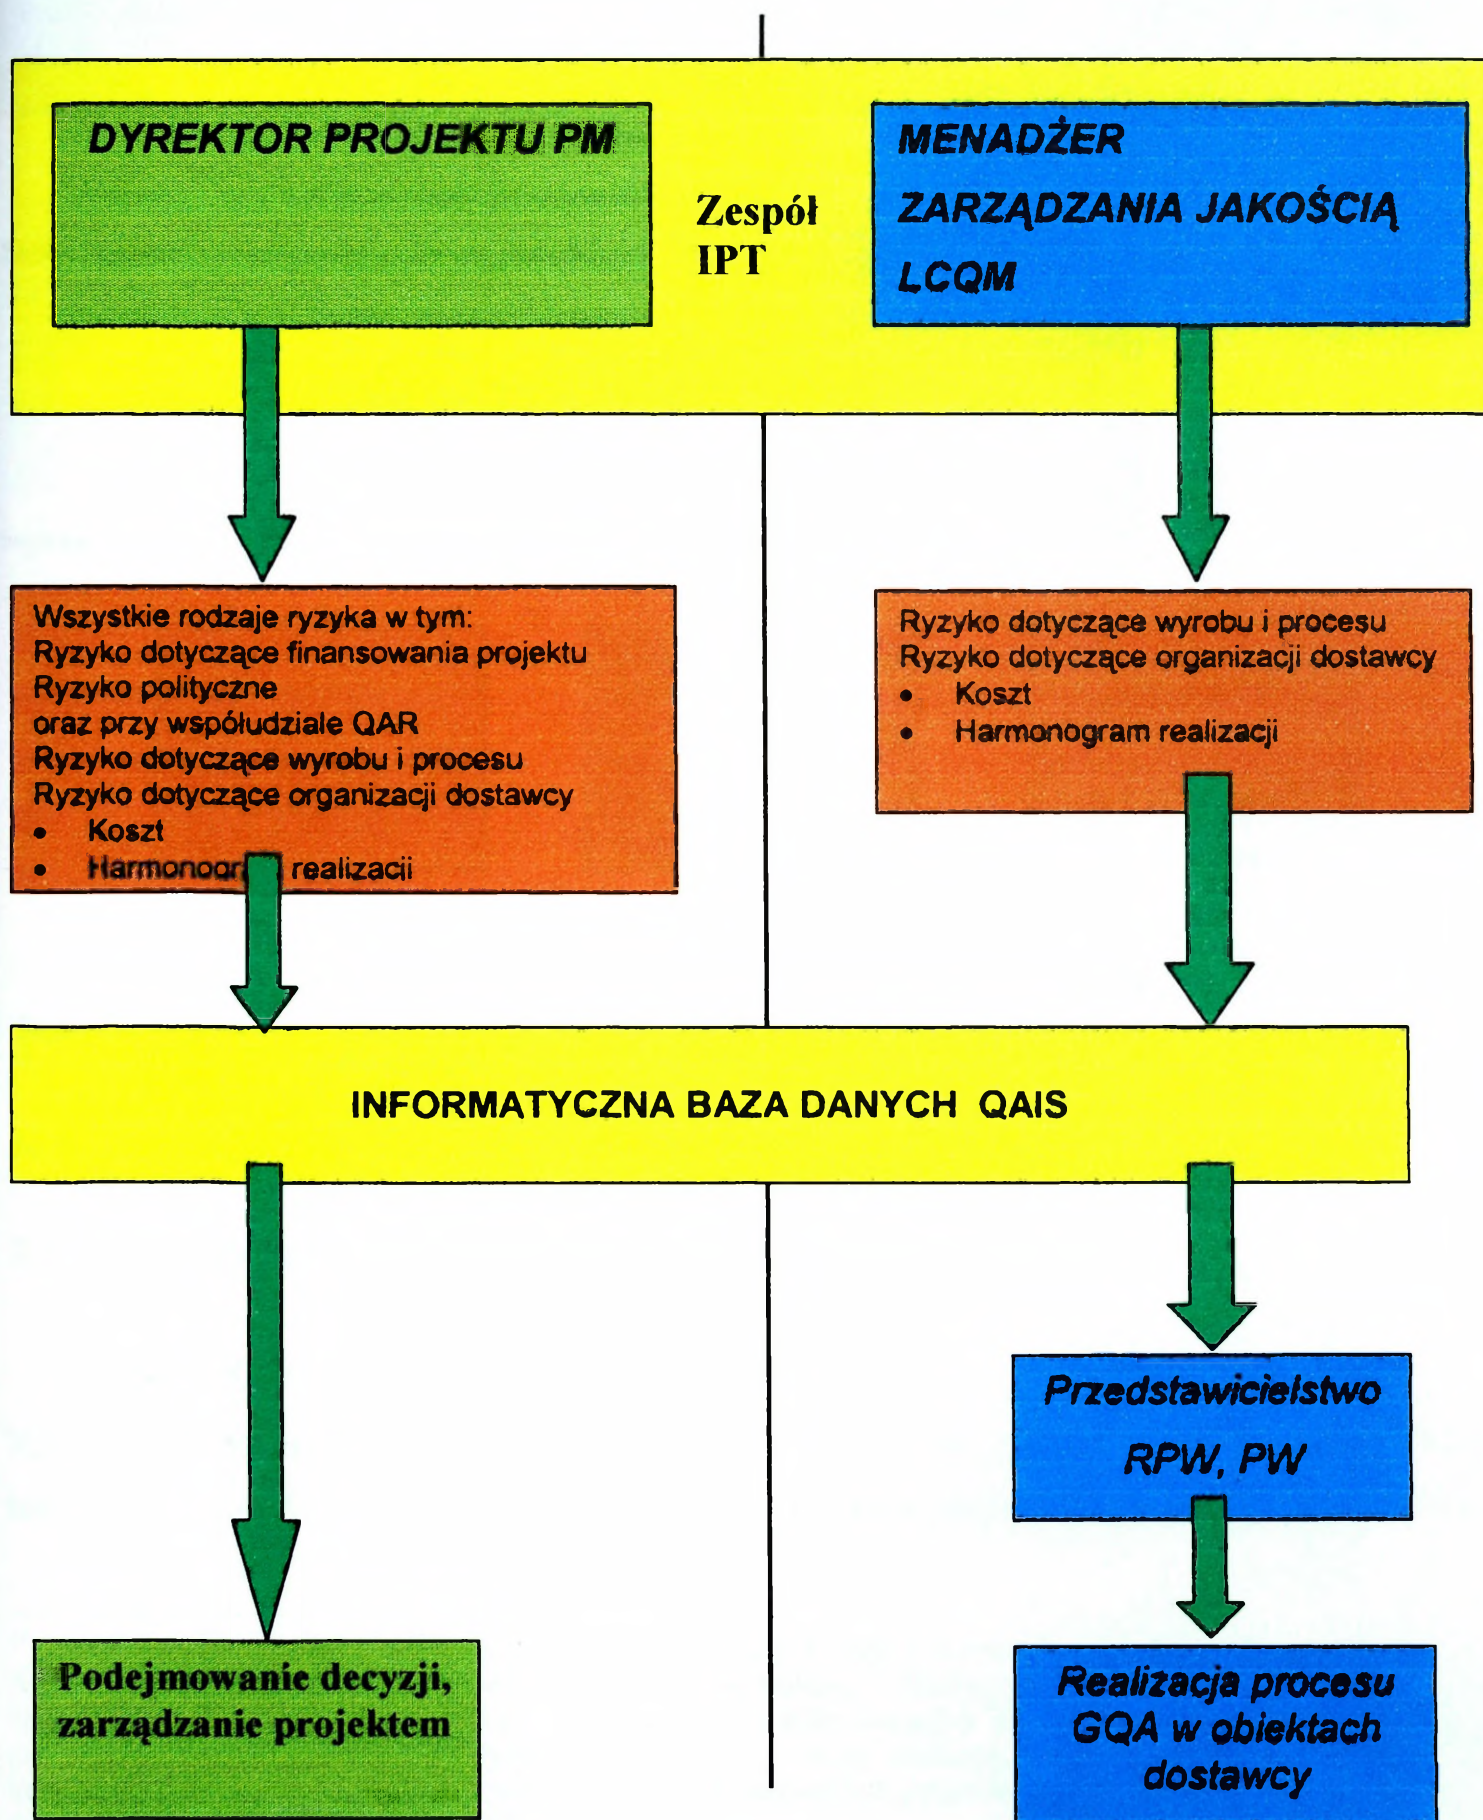 DYREKTOR PROJEKTU PM
Zespół
IPT
MENADŻER
ZARZĄDZANIA JAKOŚCIĄ
LCQM
Wszystkie rodzaje ryzyka w tym:
Ryzyko dotyczące finansowania projektu
Ryzyko polityczne
oraz przy współudziale QAR
Ryzyko dotyczące wyrobu i procesu
Ryzyko dotyczące organizacji dostawcy
• Koszt
• realizacji
Ryzyko dotyczące wyrobu i procesu
Ryzyko dotyczące organizacji dostawcy
• Koszt
• Harmonogram realizacji
INFORMATYCZNA BAZA DANYCH QAIS
Przedstawicielstwo
RPW, PW
Podejmowanie decyzji,
zarządzanie projektem
Realizacja procesu
GQA w obiektach
dostawcy